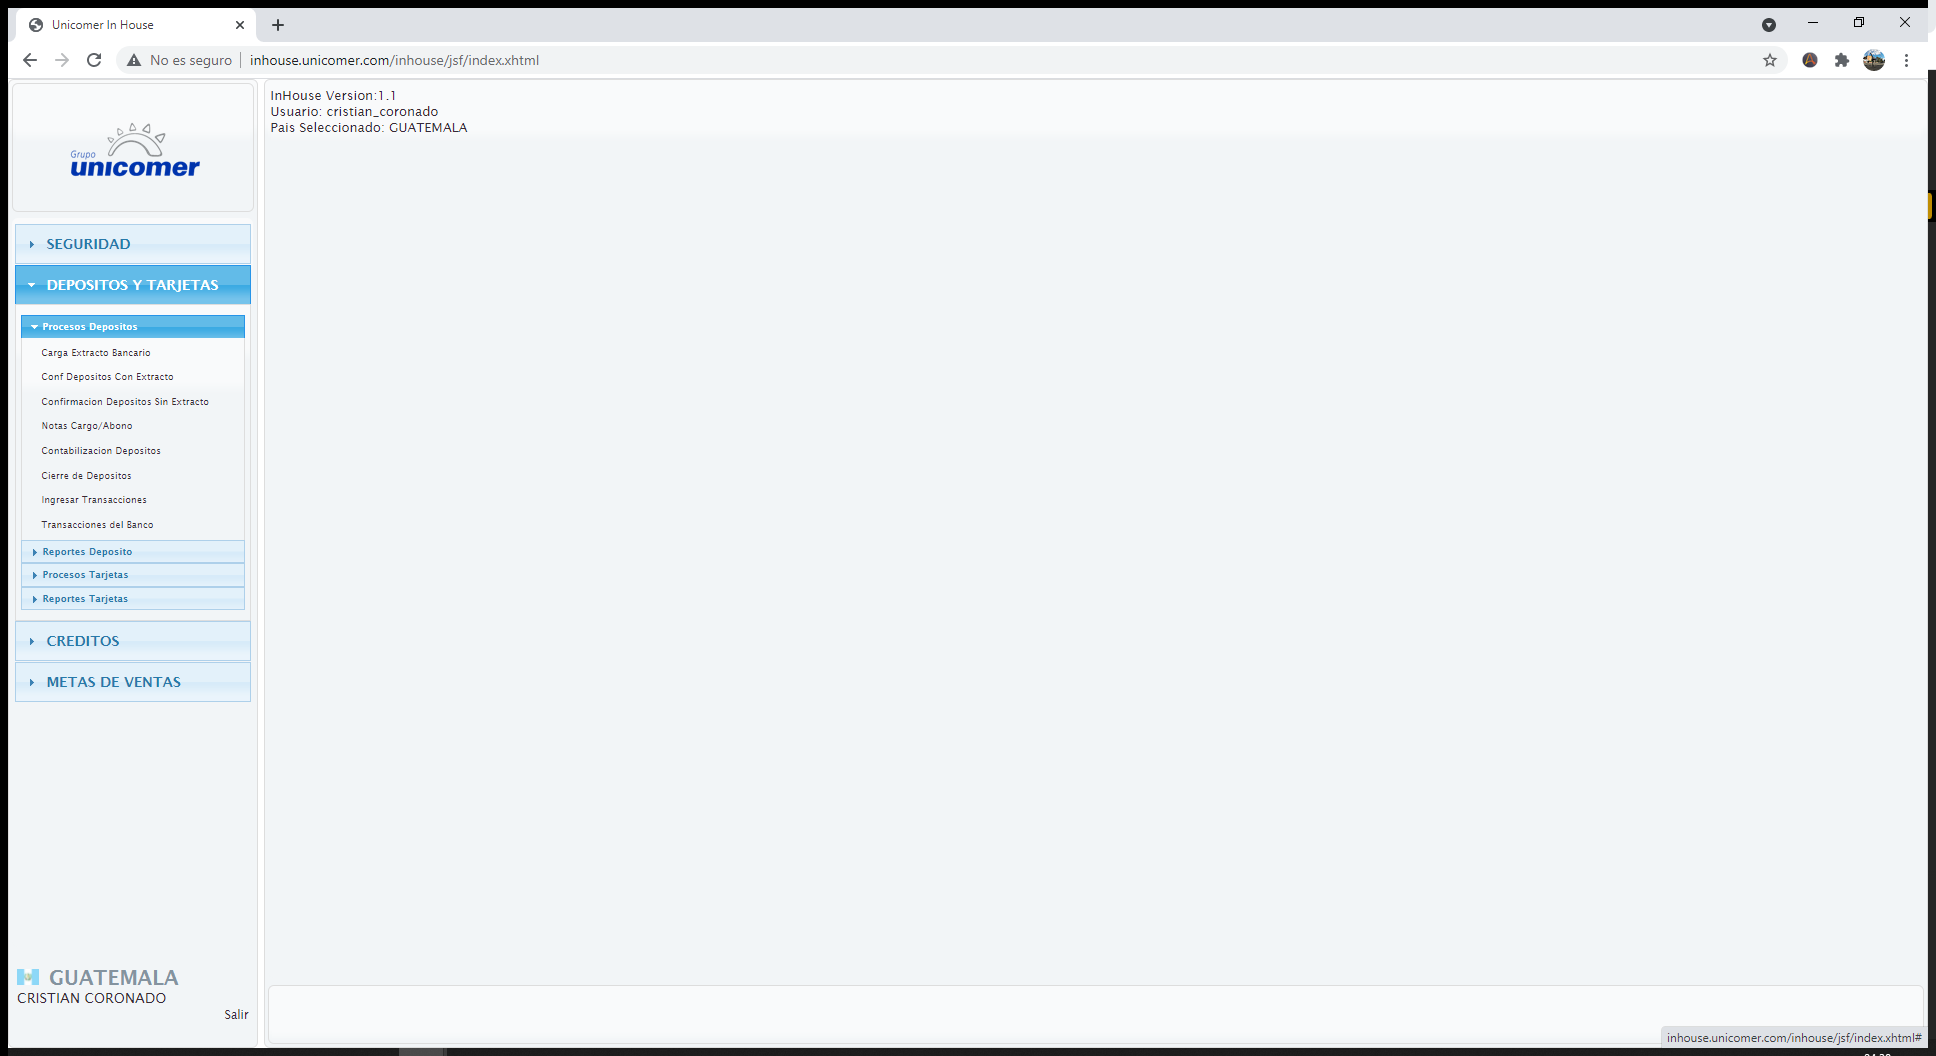 Unicomer In House
No es seguro inhouse.unicomer.com/inhouse/jsf/index.xhtml
Grupo
unicomer
InHouse Version:1.1
Usuario: cristian_coronado
Pais Seleccionado: GUATEMALA
SEGURIDAD
DEPOSITOS Y TARJETAS
Procesos Depositos
Carga Extracto Bancario
Conf Depositos Con Extracto
Confirmacion Depositos Sin Extracto
Notas Cargo/Abono
Contabilizacion Depositos
Cierre de Depositos
Ingresar Transacciones
Transacciones del Banco
Reportes Deposito
Procesos Tarjetas
Reportes Tarjetas
CREDITOS
METAS DE VENTAS
GUATEMALA
CRISTIAN CORONADO
Salir
inhouse.unicomer.com/inhouse/jsf/index.xhtml#